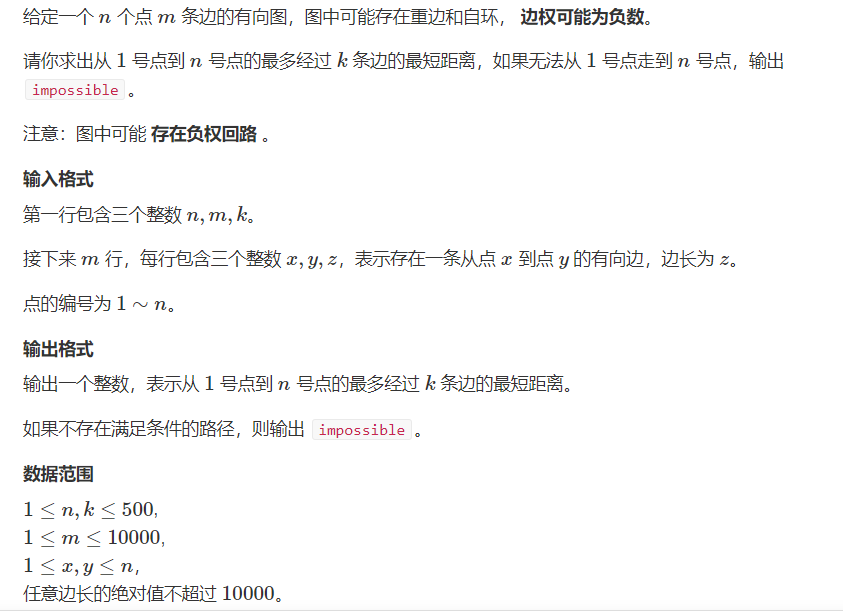 给定一个 n 个点 m 条边的有向图，图中可能存在重边和自环， 边权可能为负数。
请你求出从 1 号点到 n 号点的最多经过 k 条边的最短距离，如果无法从 1 号点走到 n 号点，输出
impossible 。
注意：图中可能 存在负权回路 。
输入格式
第一行包含三个整数 n, m, k。
接下来 m 行，每行包含三个整数 x, y, z，表示存在一条从点 x 到点 y 的有向边，边长为 z。
点的编号为 1 ∼ n。
输出格式
输出一个整数，表示从 1 号点到 n 号点的最多经过 k 条边的最短距离。
如果不存在满足条件的路径，则输出 impossible 。
数据范围
1 ≤ n, k ≤ 500,
1 ≤ m ≤ 10000,
1 ≤ x, y ≤ n,
任意边长的绝对值不超过 10000。